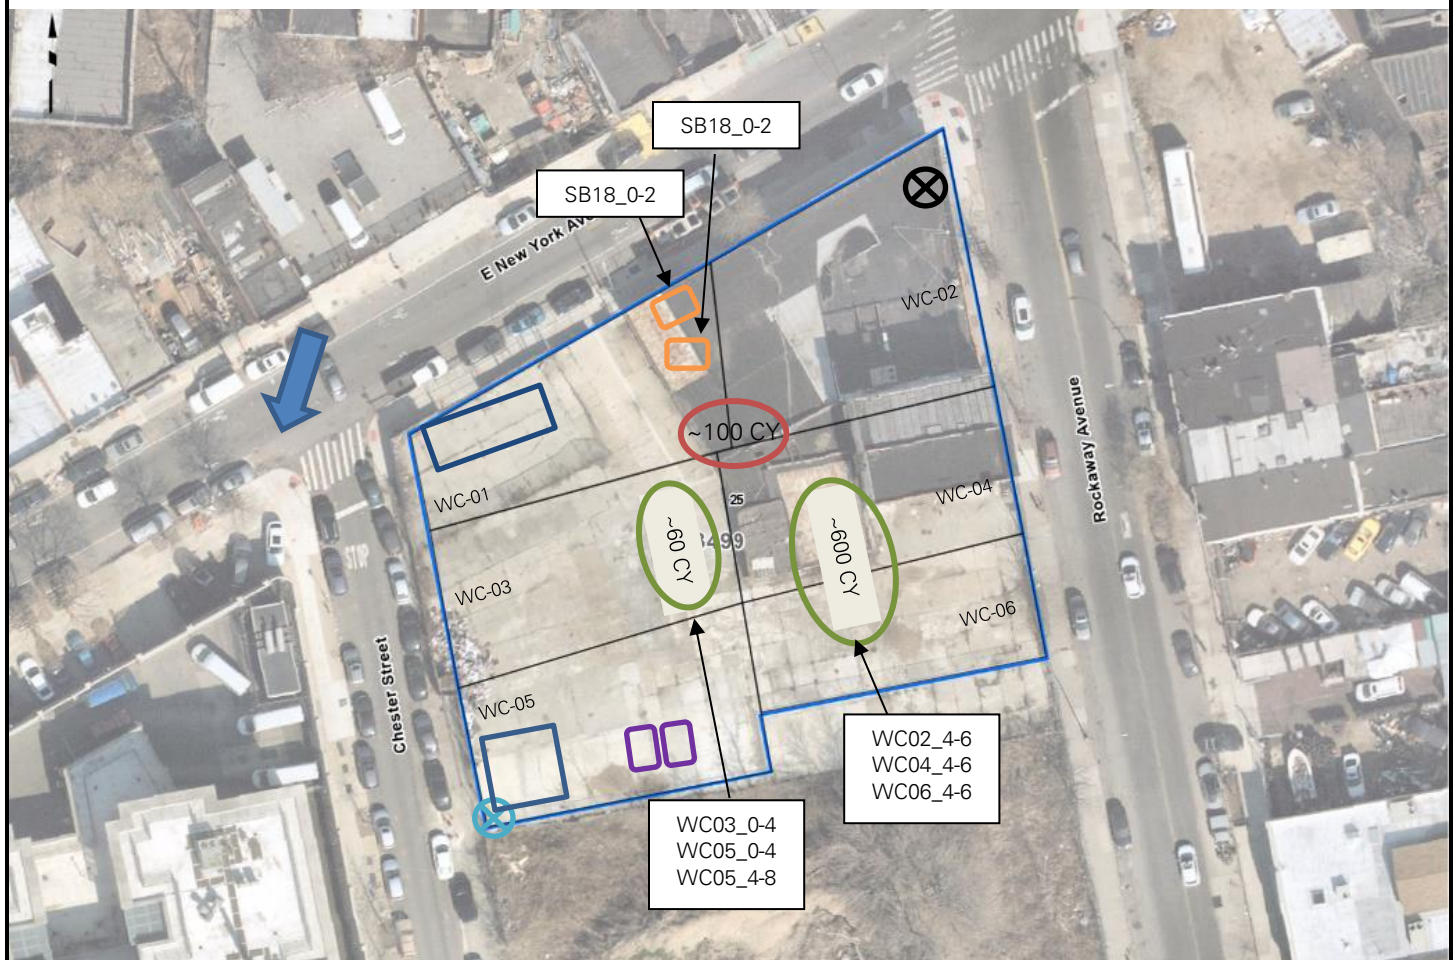 SB18_0-2
SB18_0-2
E New York Ave
WC-02
~100 CY
WC-01
25
WC-04
~60 CY
3499
~600 CY
Rockaway Avenue
WC-03
WC-06
WC-05
Chester Street
WC02_4-6
WC04_4-6
WC06_4-6
WC03_0-4
WC05_0-4
WC05_4-8